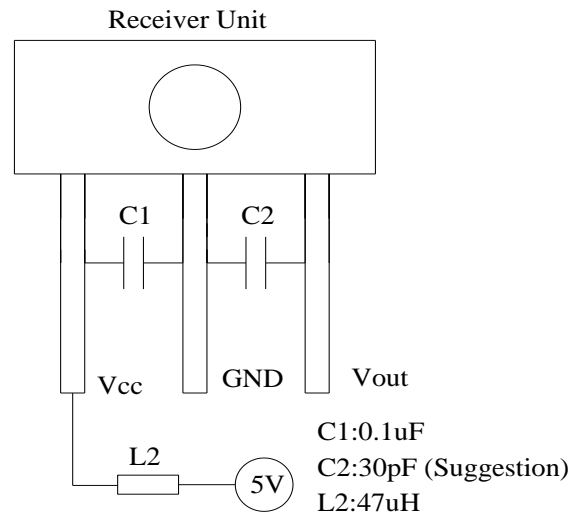 Receiver Unit
C1
C2
Vcc
GND
Vout
L2
5V
C1:0.1uF
C2:30pF (Suggestion)
L2:47uH